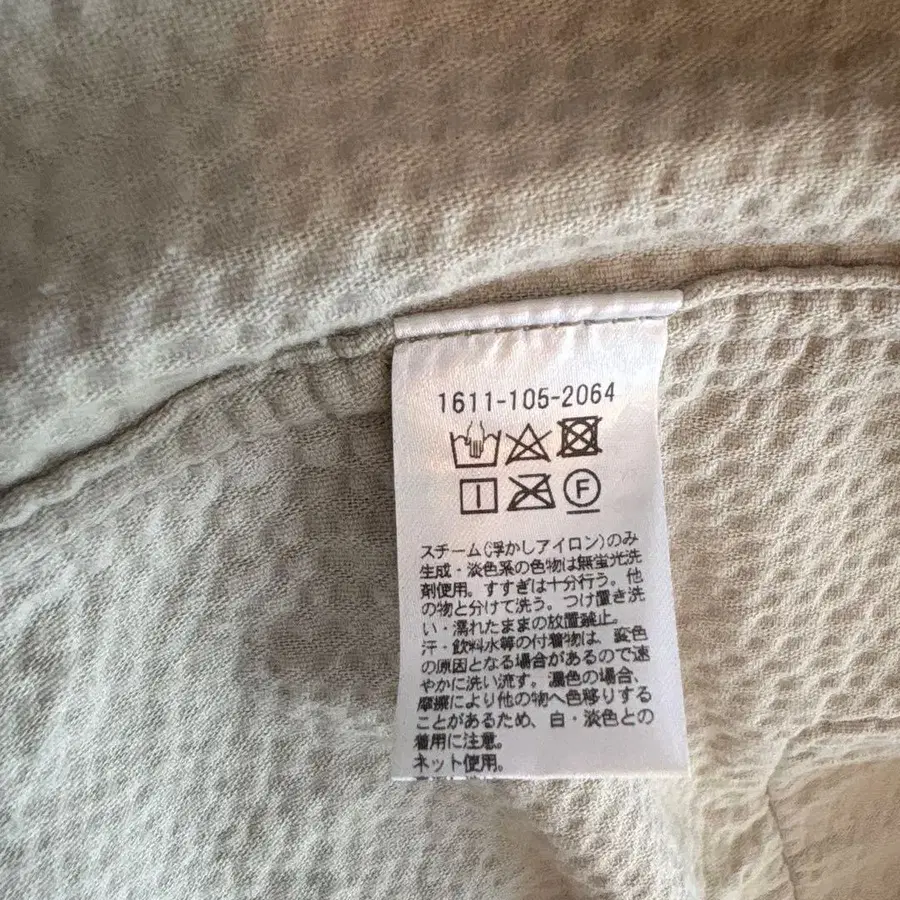 1611-105-2064
F
スチーム(浮かしアイロン)のみ
生成・淡色系の色物は無蛍光洗
剤使用。すすぎは十分行う。他
の物と分けて洗う。つけ置き洗
い・濡れたままの放置禁止。
汗・飲料水等の付着物は、変色
の原因となる場合があるので速
やかに洗い流す。濃色の場合、
摩擦により他の物へ色移りする
ことがあるため、白・淡色との
着用に注意。
ネット使用。